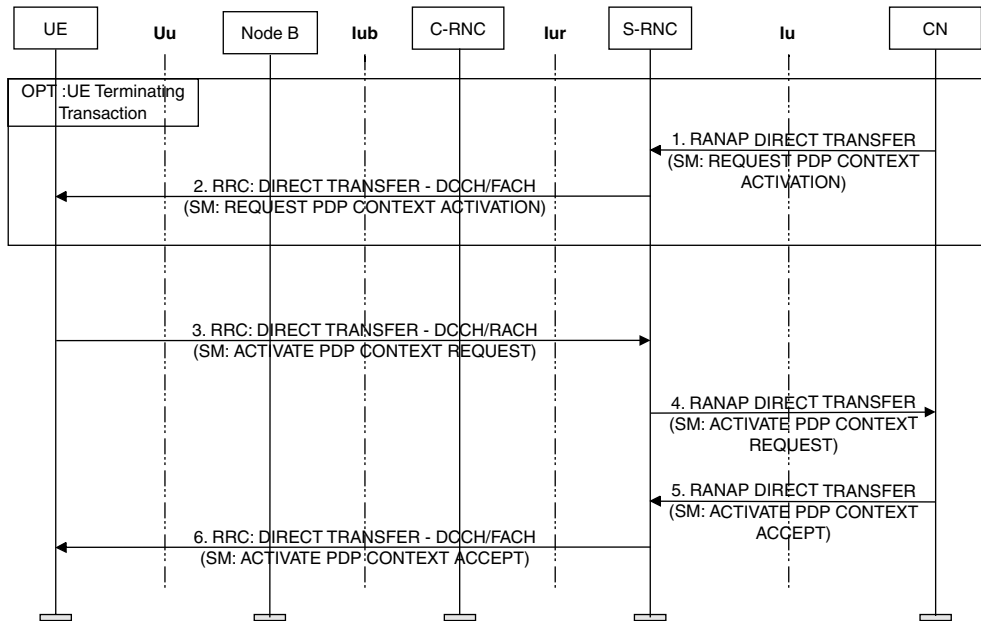 UE
Uu
Node B
Iub
C-RNC
Iur
S-RNC
Iu
CN
OPT :UE Terminating
Transaction
1. RANAP DIRECT TRANSFER
(SM: REQUEST PDP CONTEXT
ACTIVATION)
2. RRC: DIRECT TRANSFER - DCCH/FACH
(SM: REQUEST PDP CONTEXT ACTIVATION)
3. RRC: DIRECT TRANSFER - DCCH/RACH
(SM: ACTIVATE PDP CONTEXT REQUEST)
4. RANAP DIRECT TRANSFER
(SM: ACTIVATE PDP CONTEXT
REQUEST)
5. RANAP DIRECT TRANSFER
(SM: ACTIVATE PDP CONTEXT
ACCEPT)
6. RRC: DIRECT TRANSFER - DCCH/FACH
(SM: ACTIVATE PDP CONTEXT ACCEPT)